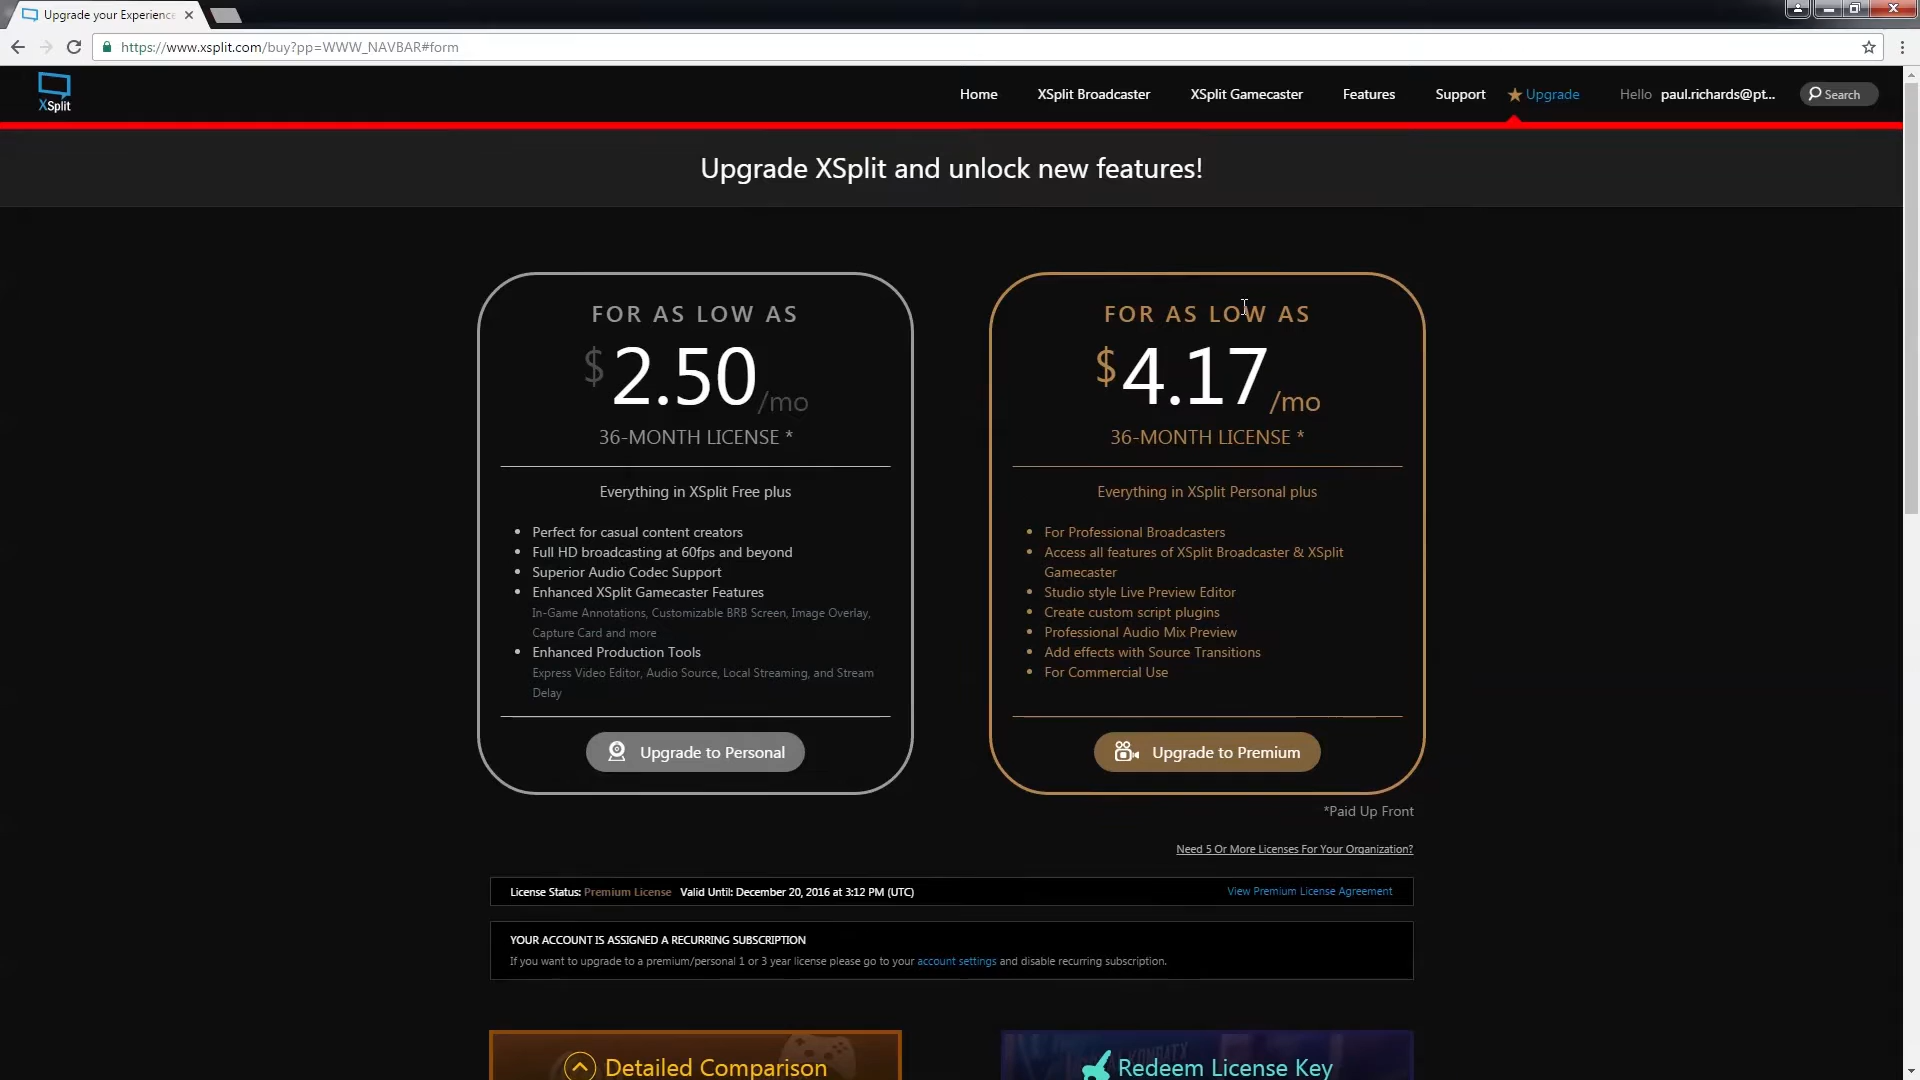 Upgrade your Experience
https://www.xsplit.com/buy?pp=WWW_NAVBAR#form
XSplit
Home XSplit Broadcaster XSplit Gamecaster Features Support Upgrade Hello paul.richards@pt... Search
Upgrade XSplit and unlock new features!
FOR AS LOW AS
$2.50/mo
36-MONTH LICENSE *
Everything in XSplit Free plus
• Perfect for casual content creators
• Full HD broadcasting at 60fps and beyond
• Superior Audio Codec Support
• Enhanced XSplit Gamecaster Features
In-Game Annotations, Customizable BRB Screen, Image Overlay,
Capture Card and more
• Enhanced Production Tools
Express Video Editor, Audio Source, Local Streaming, and Stream
Delay
Upgrade to Personal
FOR AS LOW AS
$4.17/mo
36-MONTH LICENSE *
Everything in XSplit Personal plus
• For Professional Broadcasters
• Access all features of XSplit Broadcaster & XSplit
Gamecaster
• Studio style Live Preview Editor
• Create custom script plugins
• Professional Audio Mix Preview
• Add effects with Source Transitions
• For Commercial Use
Upgrade to Premium
*Paid Up Front
Need 5 Or More Licenses For Your Organization?
License Status: Premium License Valid Until: December 20, 2016 at 3:12 PM (UTC) View Premium License Agreement
YOUR ACCOUNT IS ASSIGNED A RECURRING SUBSCRIPTION
If you want to upgrade to a premium/personal 1 or 3 year license please go to your account settings and disable recurring subscription.
Detailed Comparison
Redeem License Key